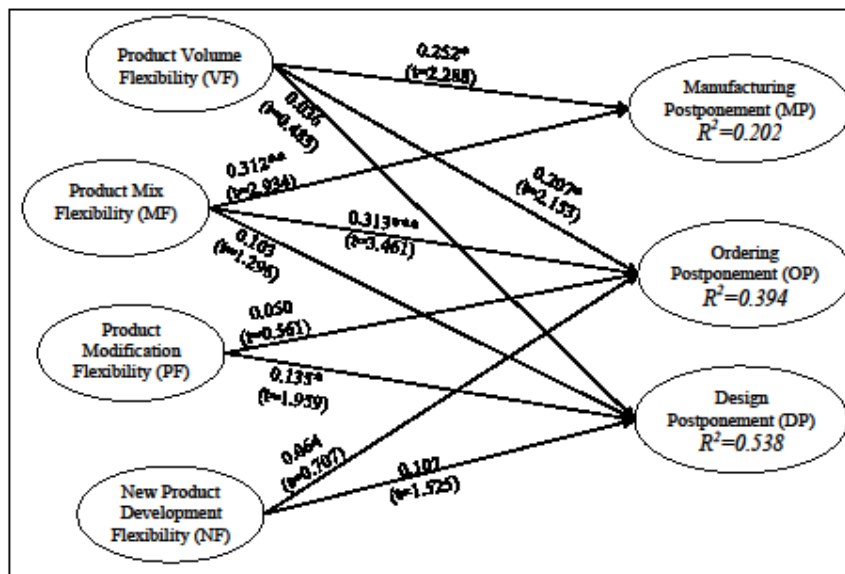 Product Volume
Flexibility (VF)
Product Mix
Flexibility (MF)
Product
Modification
Flexibility (PF)
New Product
Development
Flexibility (NF)
0.252*
(t=2.288)
0.036
(t=0.483)
0.207*
(t=2.133)
0.312**
(t=2.934)
0.313***
(t=3.461)
0.103
(t=1.296)
0.050
(t=0.561)
0.135*
(t=1.959)
0.064
(t=0.707)
0.107
(t=1.525)
Manufacturing
Postponement (MP)
R²=0.202
Ordering
Postponement (OP)
R²=0.394
Design
Postponement (DP)
R²=0.538